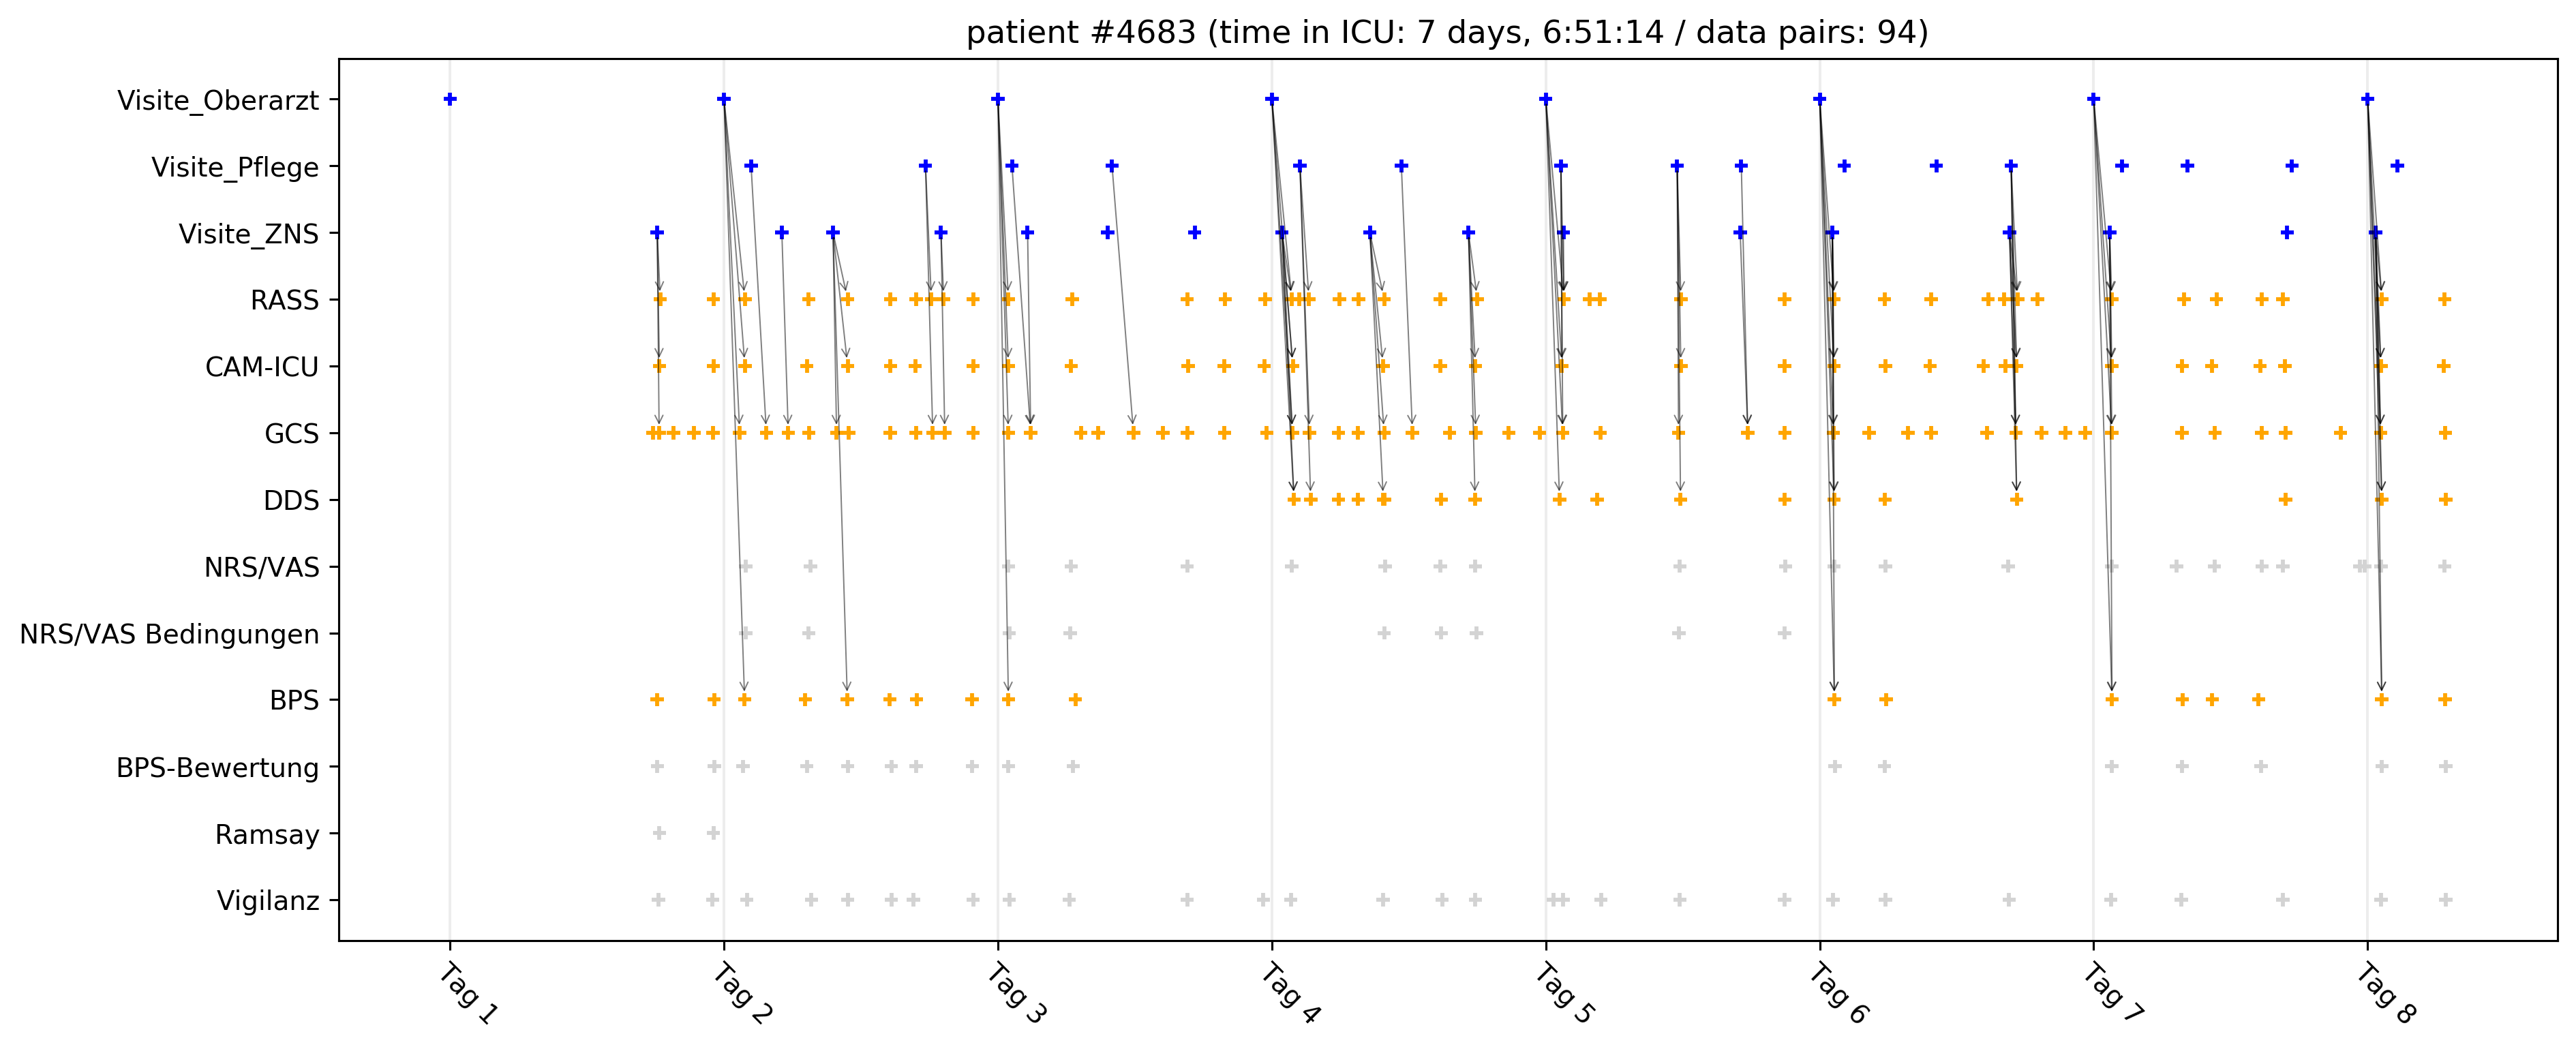 patient #4683 (time in ICU: 7 days, 6:51:14 / data pairs: 94)
Visite_Oberarzt
Visite_Pflege
Visite_ZNS
RASS
CAM-ICU
GCS
DDS
NRS/VAS
NRS/VAS Bedingungen
BPS
BPS-Bewertung
Ramsay
Vigilanz
Tag 1
Tag 2
Tag 3
Tag 4
Tag 5
Tag 6
Tag 7
Tag 8